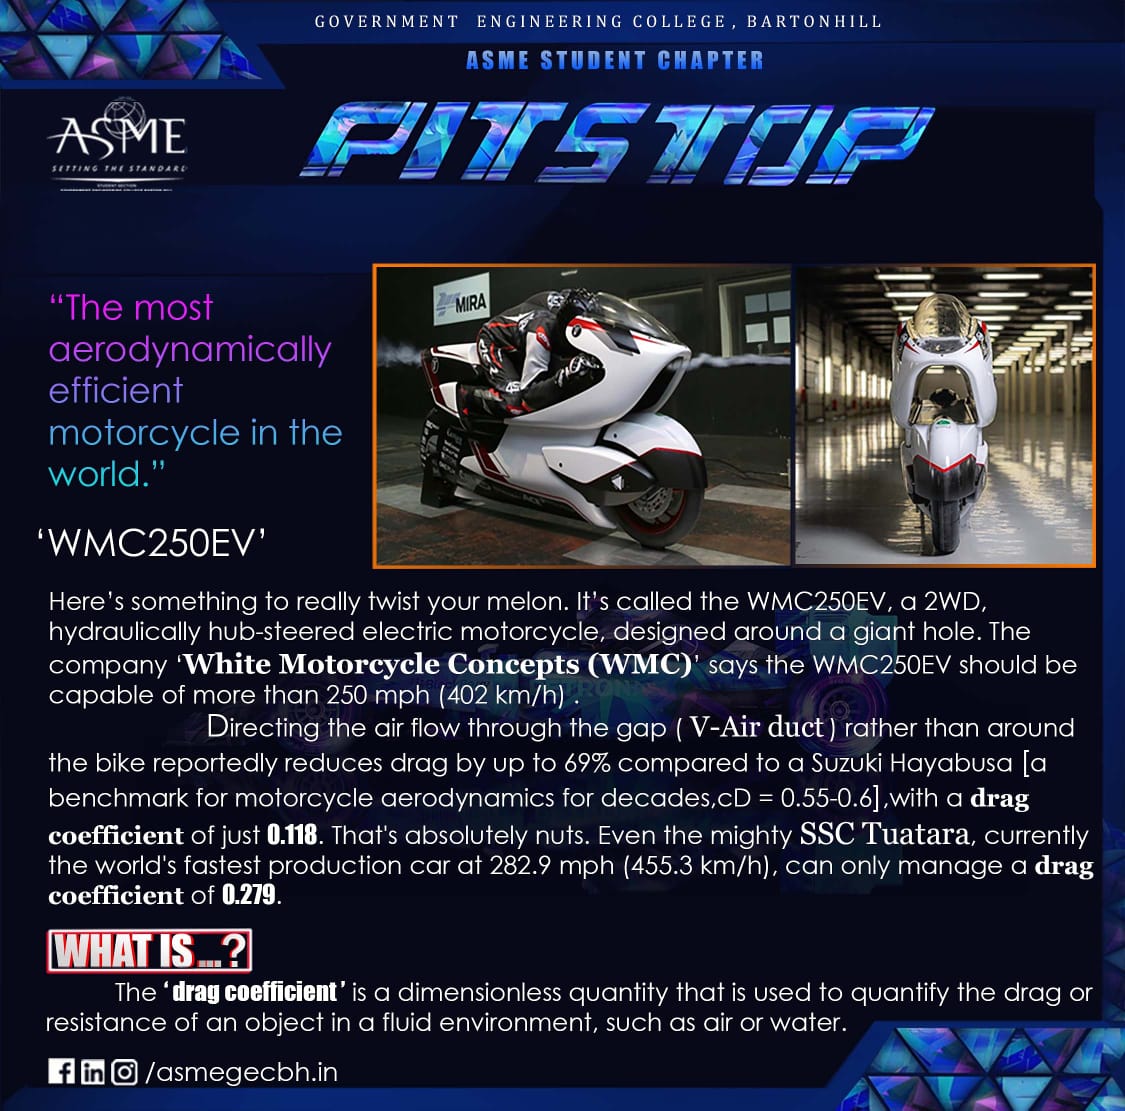 GOVERNMENT ENGINEERING COLLEGE, BARTONHILL
ASME STUDENT CHAPTER
ASME
SETTING THE STANDARD
STUDENT SECTION
GOVERNMENT ENGINEERING COLLEGE BARTON HILL
PITSTOP
“The most
aerodynamically
efficient
motorcycle in the
world.”
MIRA
‘WMC250EV’
Here’s something to really twist your melon. It’s called the WMC250EV, a 2WD,
hydraulically hub-steered electric motorcycle, designed around a giant hole. The
company ‘White Motorcycle Concepts (WMC)’ says the WMC250EV should be
capable of more than 250 mph (402 km/h) .
Directing the air flow through the gap ( V-Air duct) rather than around
the bike reportedly reduces drag by up to 69% compared to a Suzuki Hayabusa [a
benchmark for motorcycle aerodynamics for decades,cD = 0.55-0.6],with a drag
coefficient of just 0.118. That's absolutely nuts. Even the mighty SSC Tuatara, currently
the world's fastest production car at 282.9 mph (455.3 km/h), can only manage a drag
coefficient of 0.279.
WHAT IS ...?
The ‘drag coefficient’ is a dimensionless quantity that is used to quantify the drag or
resistance of an object in a fluid environment, such as air or water.
/asmegecbh.in